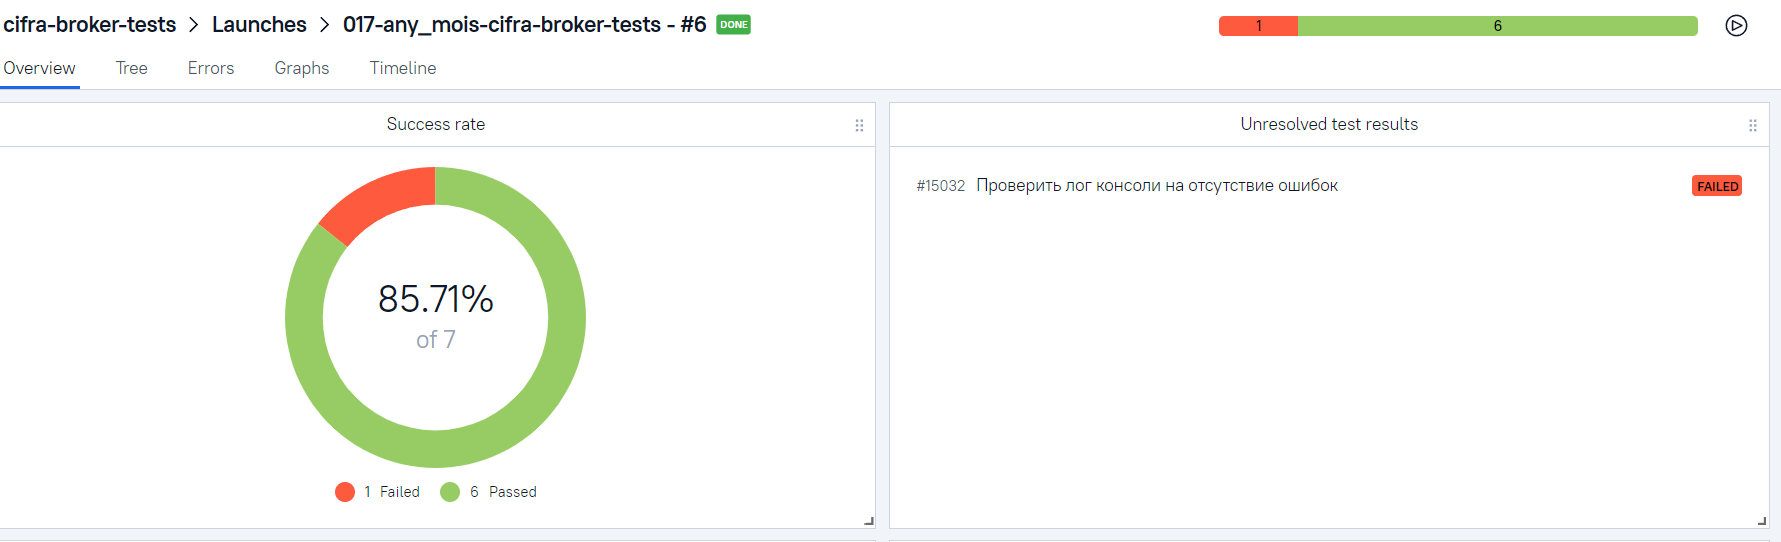 cifra-broker-tests > Launches > 017-any_mois-cifra-broker-tests - #6 DONE
1 6
Overview Tree Errors Graphs Timeline
Success rate
85.71%
of 7
1 Failed 6 Passed
Unresolved test results
#15032 Проверить лог консоли на отсутствие ошибок FAILED